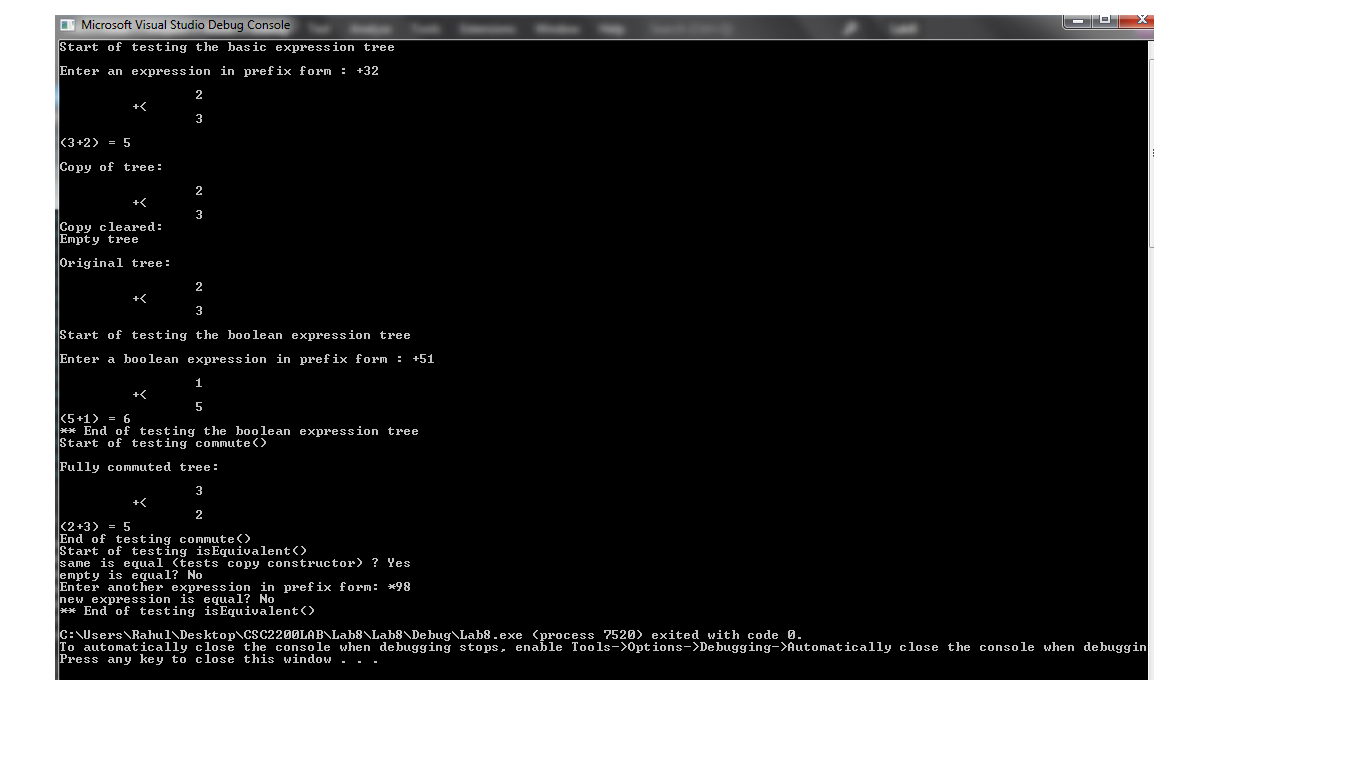 Microsoft Visual Studio Debug Console
Start of testing the basic expression tree
Enter an expression in prefix form : +32
2
+<
3
(3+2) = 5
Copy of tree:
2
+<
3
Copy cleared:
Empty tree
Original tree:
2
+<
3
Start of testing the boolean expression tree
Enter a boolean expression in prefix form : +51
1
+<
5
(5+1) = 6
** End of testing the boolean expression tree
Start of testing commute()
Fully commuted tree:
3
+<
2
(2+3) = 5
End of testing commute()
Start of testing isEquivalent()
same is equal (tests copy constructor) ? Yes
empty is equal? No
Enter another expression in prefix form: *98
new expression is equal? No
** End of testing isEquivalent()
C:\Users\Rahul\Desktop\CSC2200LAB\Lab8\Lab8\Debug\Lab8.exe (process 7520) exited with code 0.
To automatically close the console when debugging stops, enable Tools->Options->Debugging->Automatically close the console when debuggin
Press any key to close this window . . .